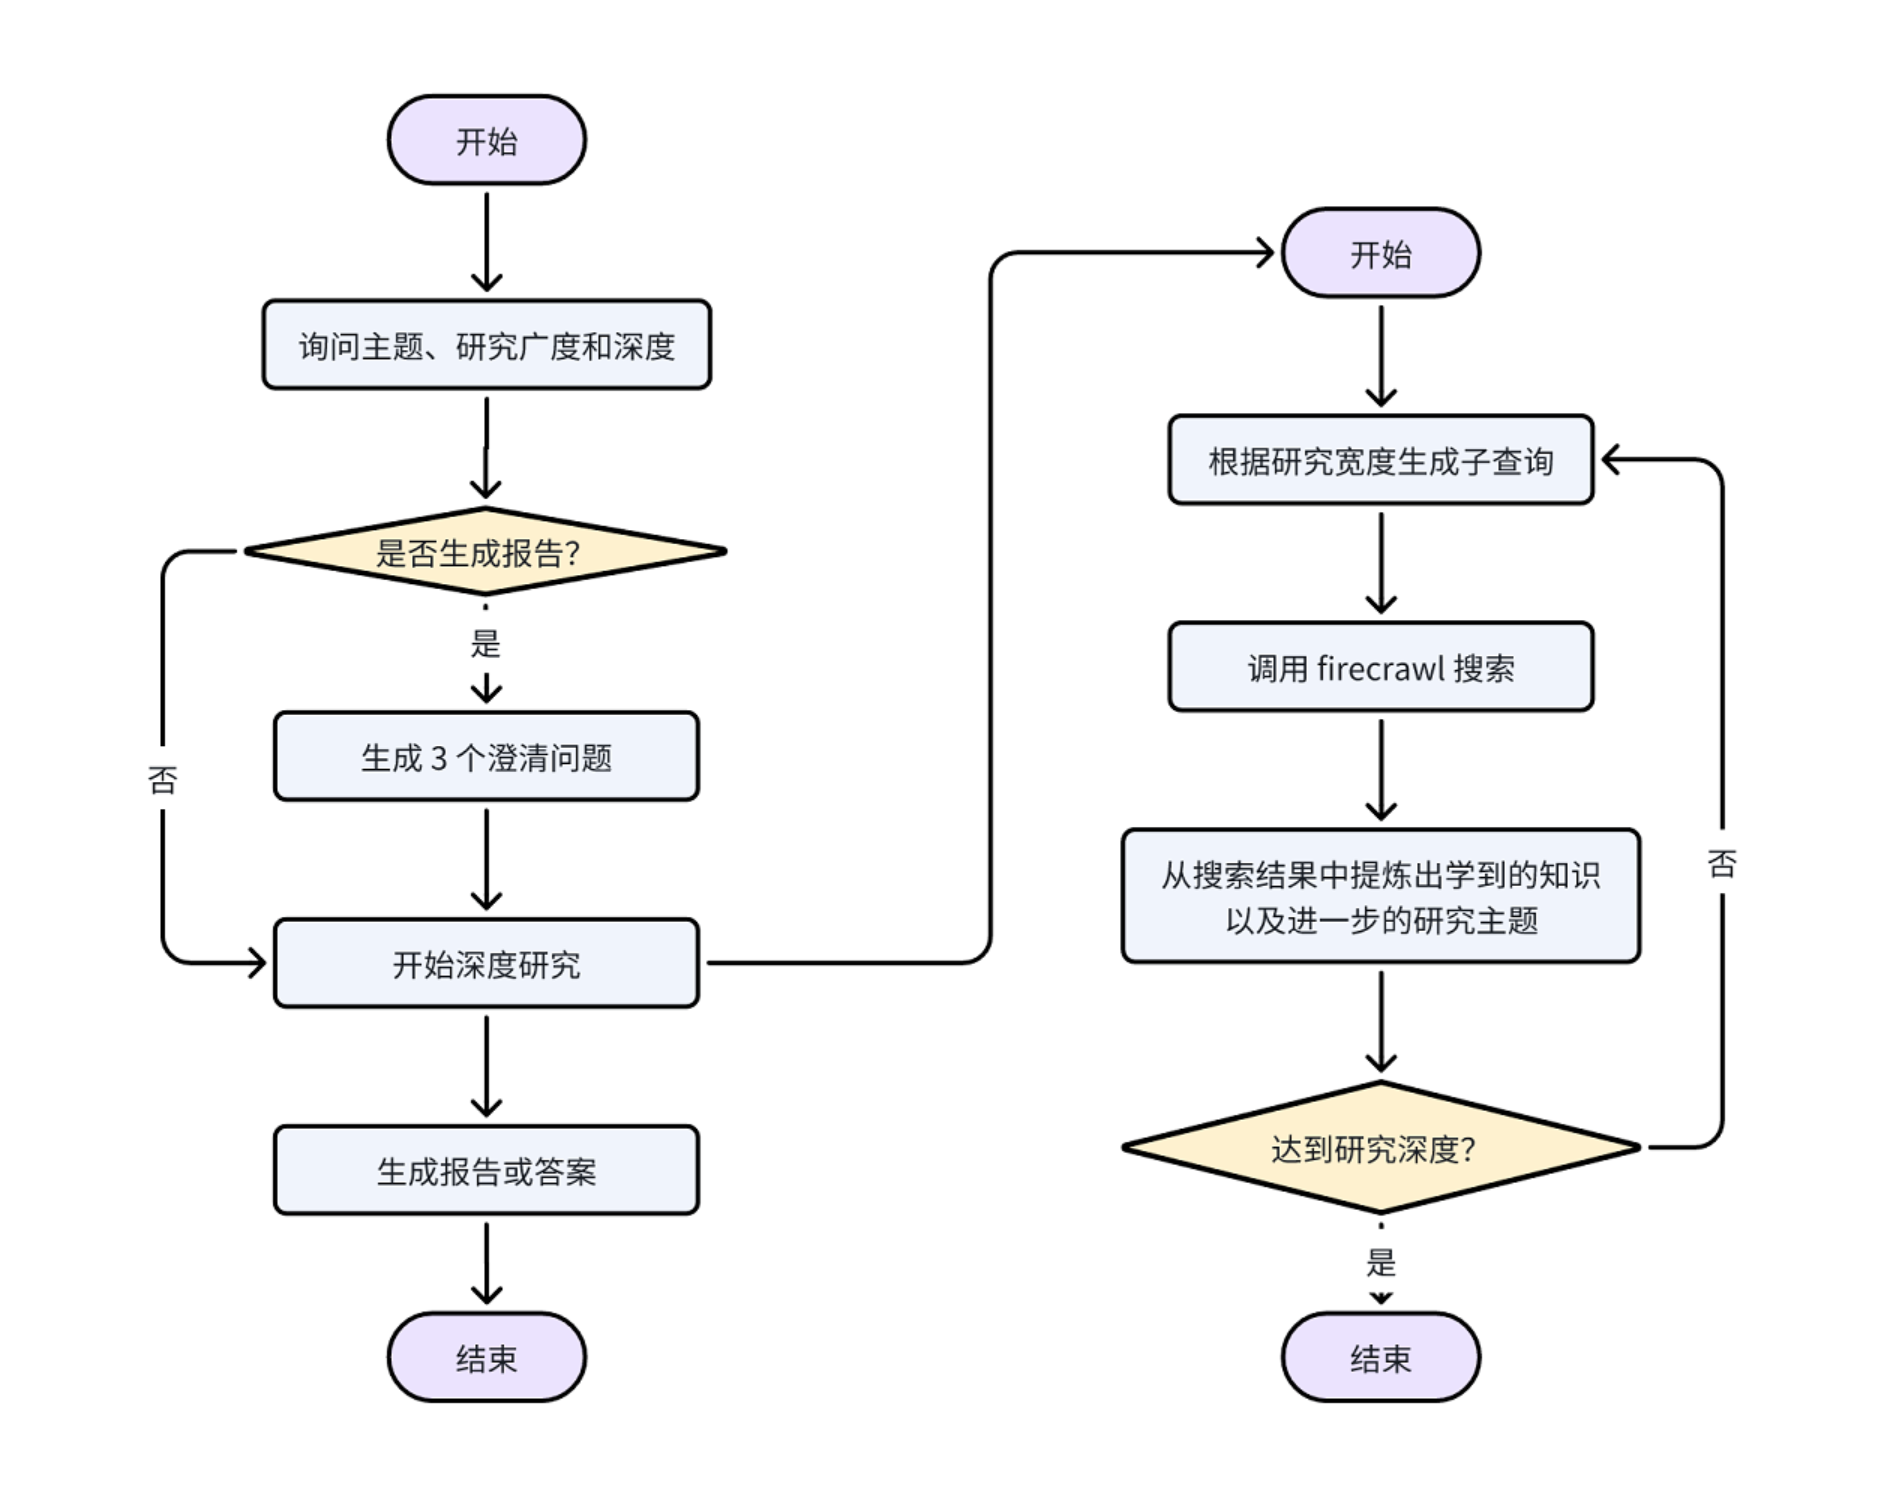 开始
询问主题、研究广度和深度
是否生成报告？
是
否
生成 3 个澄清问题
开始深度研究
生成报告或答案
结束
开始
根据研究宽度生成子查询
调用 firecrawl 搜索
从搜索结果中提炼出学到的知识
以及进一步的研究主题
否
达到研究深度？
是
结束